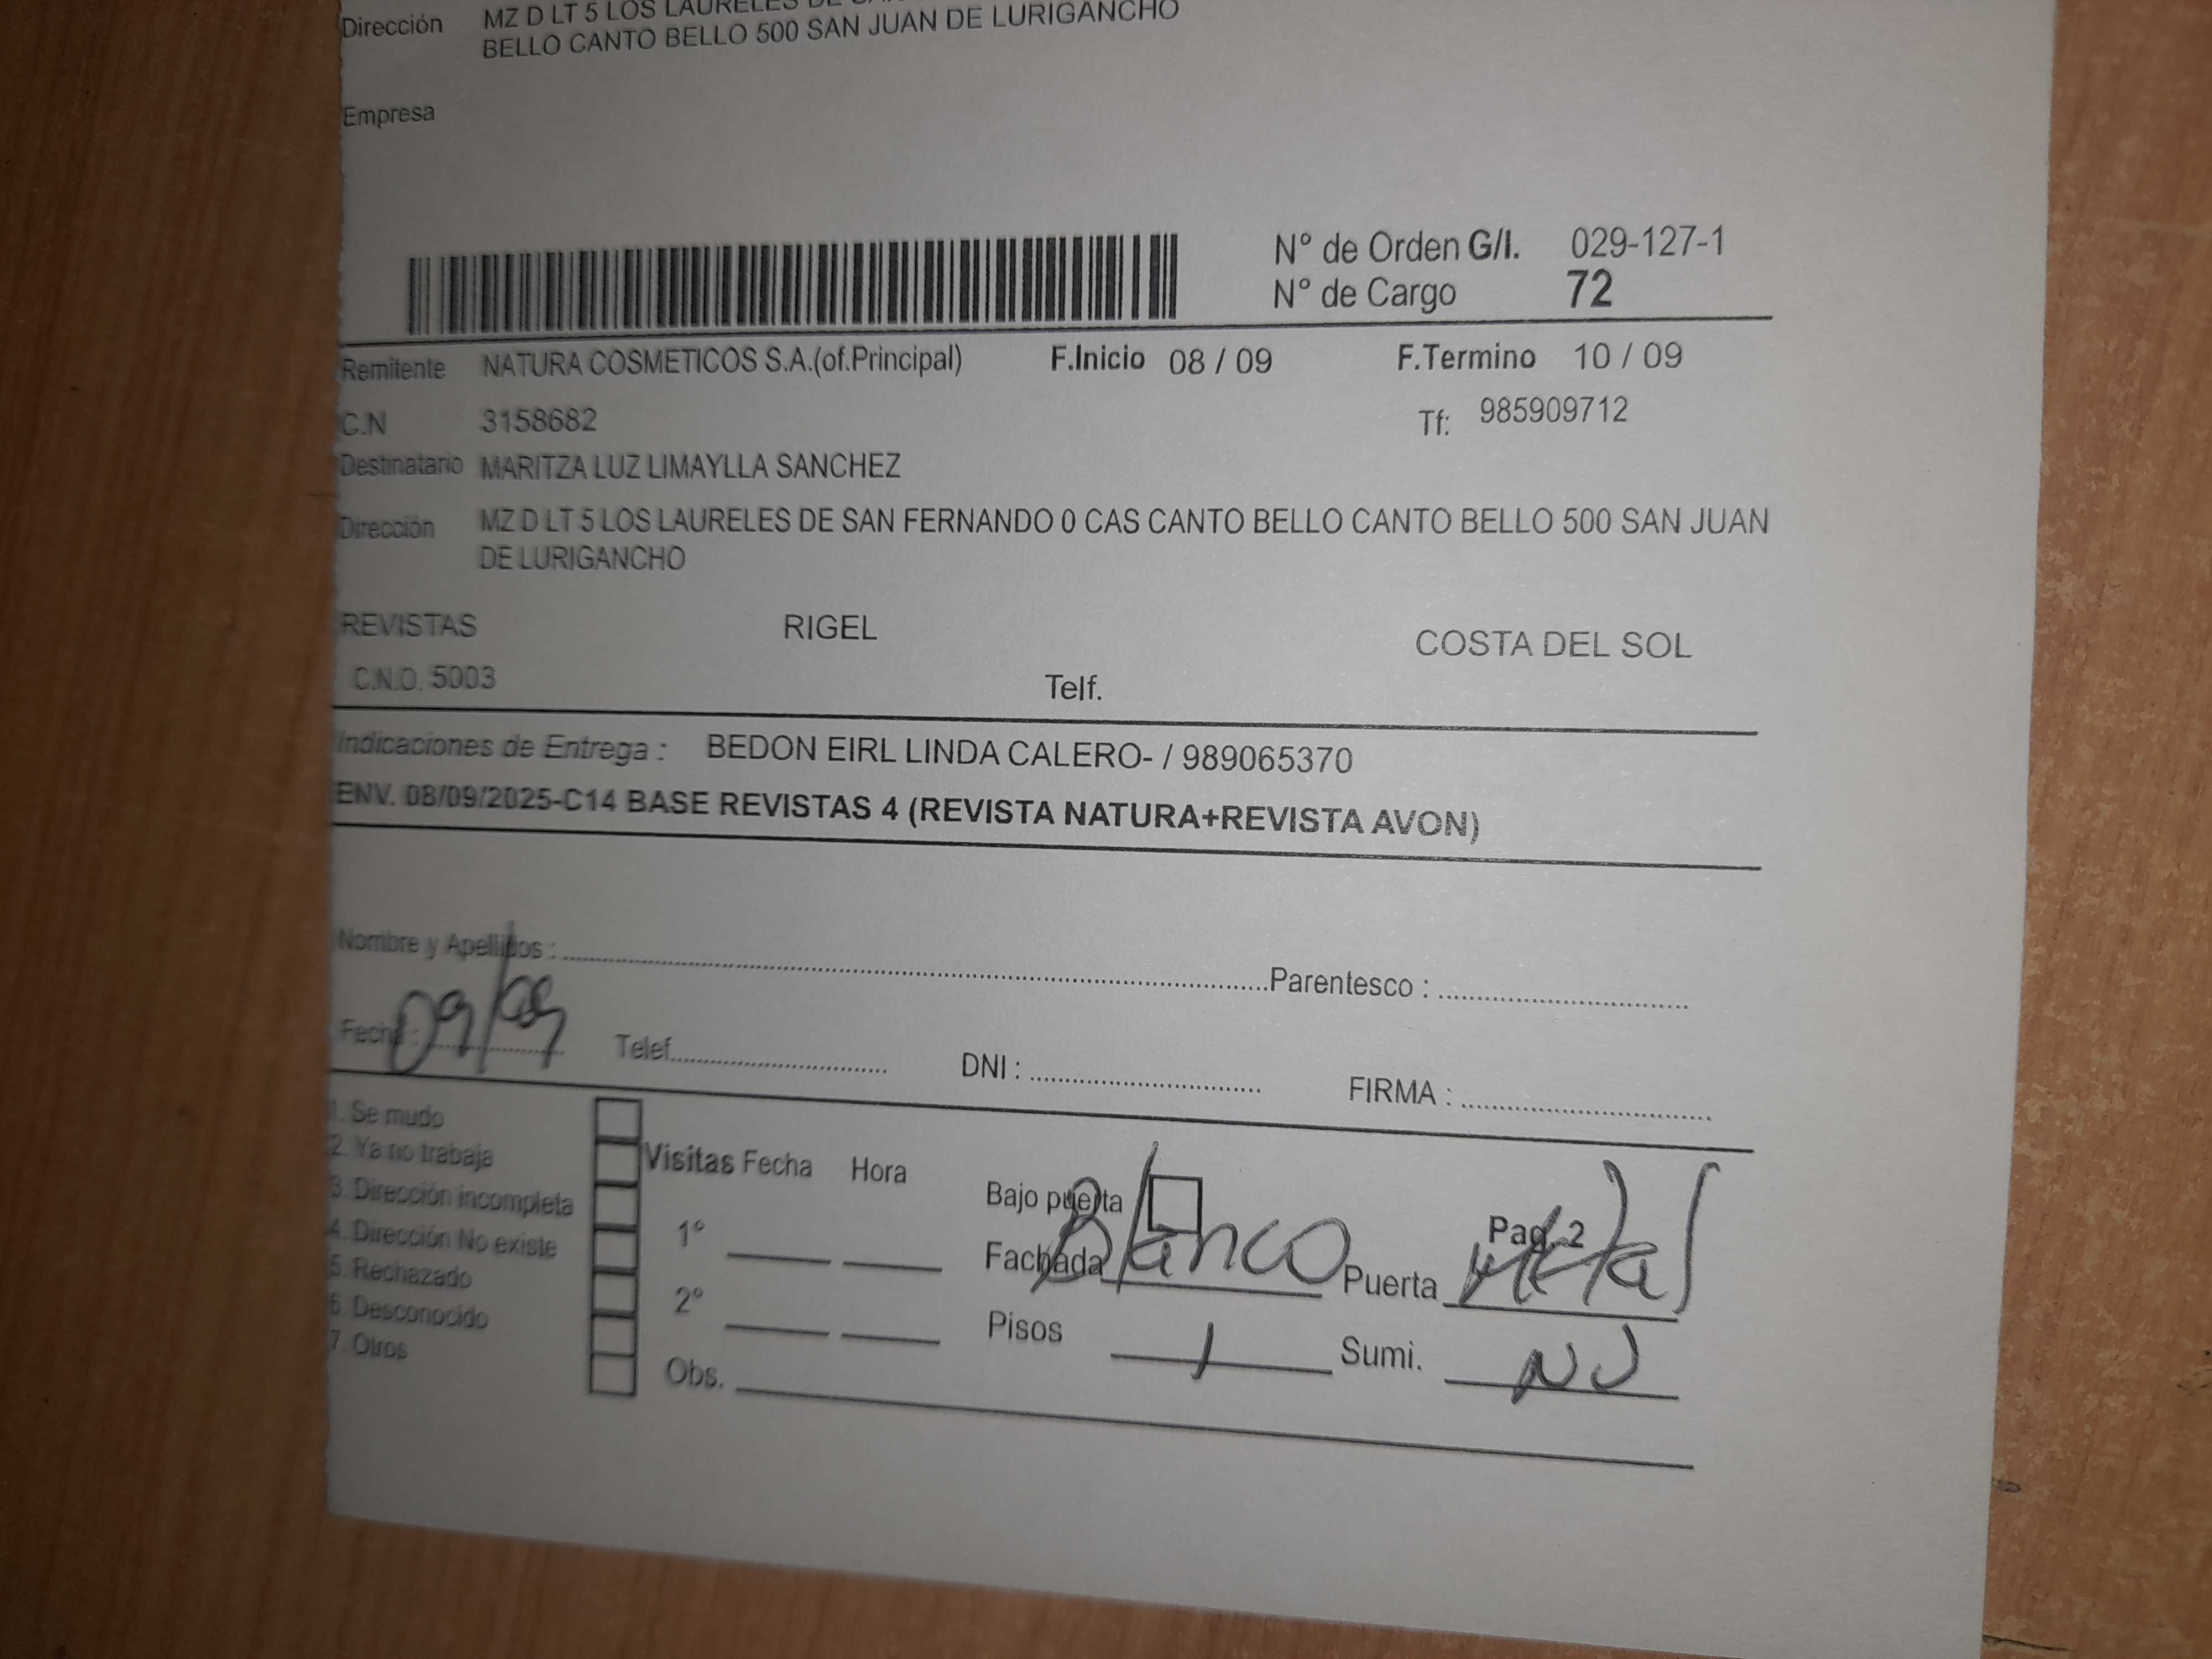 Dirección MZ D LT 5 LOS LAURELES DE
BELLO CANTO BELLO 500 SAN JUAN DE LURIGANCHO
Empresa
N° de Orden G/I. 029-127-1
N° de Cargo 72
Remitente NATURA COSMETICOS S.A.(of.Principal) F.Inicio 08 / 09 F.Termino 10 / 09
C.N 3158682 Tf: 985909712
Destinatario MARITZA LUZ LIMAYLLA SANCHEZ
Dirección MZ D LT 5 LOS LAURELES DE SAN FERNANDO 0 CAS CANTO BELLO CANTO BELLO 500 SAN JUAN
DE LURIGANCHO
REVISTAS RIGEL COSTA DEL SOL
C.N.O. 5003 Telf.
Indicaciones de Entrega : BEDON EIRL LINDA CALERO- / 989065370
ENV. 08/09/2025-C14 BASE REVISTAS 4 (REVISTA NATURA+REVISTA AVON)
Nombre y Apellidos : Parentesco :
Fecha : 09/09 Telef. DNI : FIRMA :
1. Se mudo
2. Ya no trabaja
3. Dirección incompleta
4. Dirección No existe
5. Rechazado
6. Desconocido
7. Otros
Visitas Fecha Hora
1°
2°
Obs.
Bajo puerta Pag. 2
Fachada Blanco Puerta Metal
Pisos 1 Sumi. NO